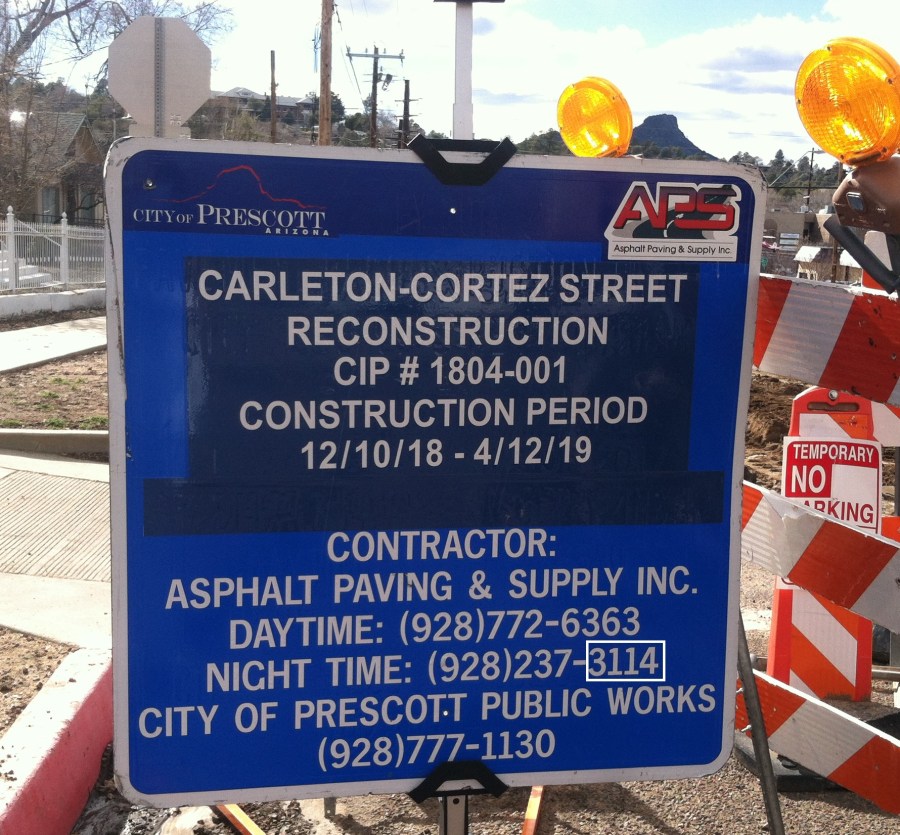 CITY OF PRESCOTT
ARIZONA
APS
Asphalt Paving & Supply Inc.
CARLETON-CORTEZ STREET
RECONSTRUCTION
CIP # 1804-001
CONSTRUCTION PERIOD
12/10/18 - 4/12/19
CONTRACTOR:
ASPHALT PAVING & SUPPLY INC.
DAYTIME: (928)772-6363
NIGHT TIME: (928)237-3114
CITY OF PRESCOTT PUBLIC WORKS
(928)777-1130
TEMPORARY
NO
PARKING